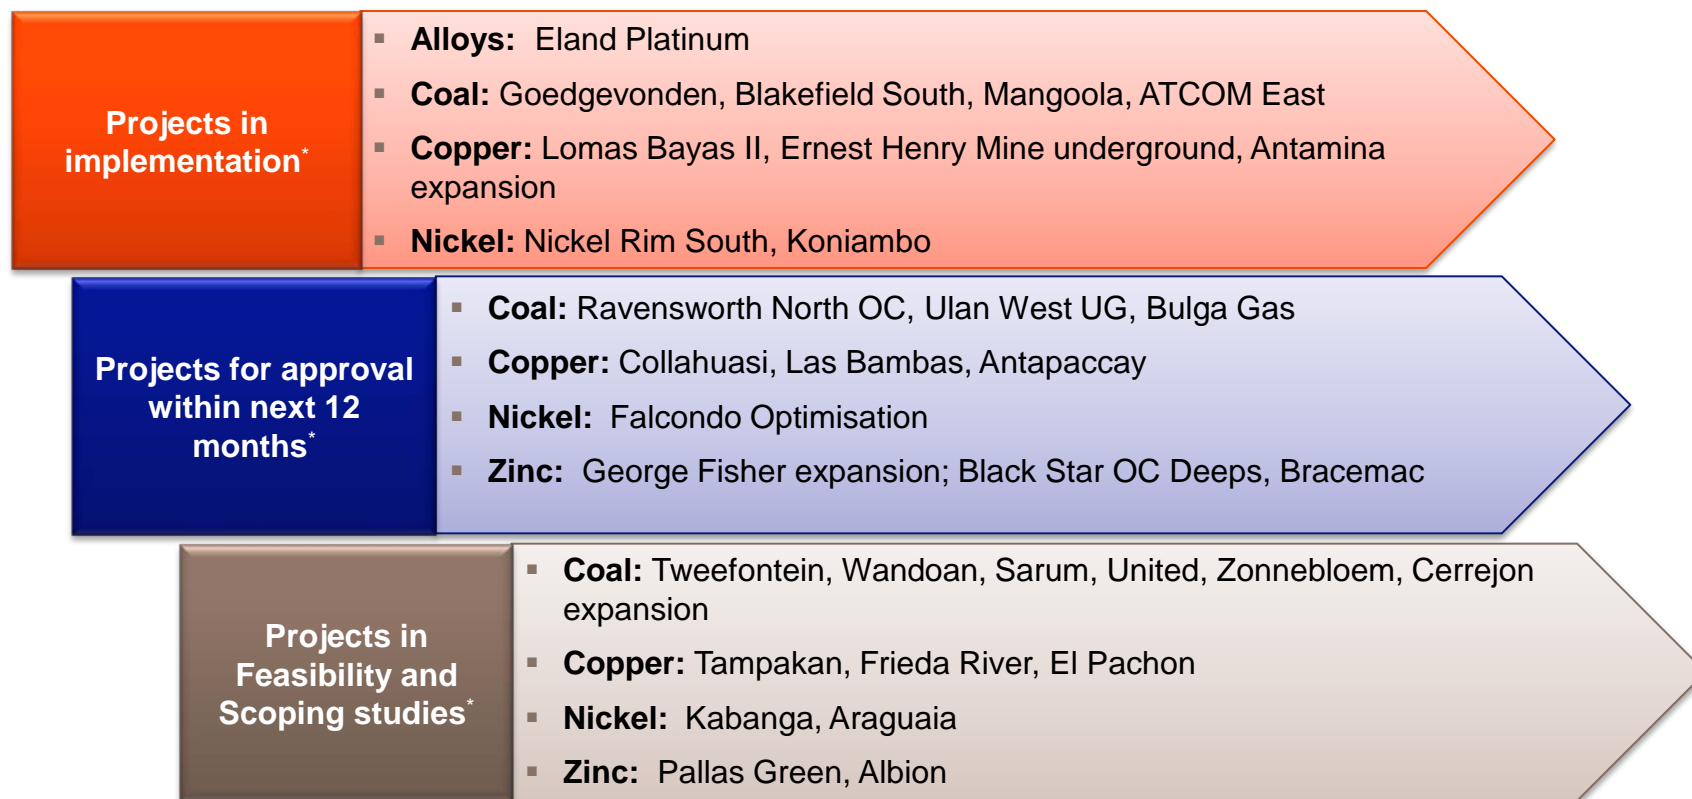 Projects in
implementation*
▪ Alloys: Eland Platinum
▪ Coal: Goedgevonden, Blakefield South, Mangoola, ATCOM East
▪ Copper: Lomas Bayas II, Ernest Henry Mine underground, Antamina
expansion
▪ Nickel: Nickel Rim South, Koniambo
Projects for approval
within next 12
months*
▪ Coal: Ravensworth North OC, Ulan West UG, Bulga Gas
▪ Copper: Collahuasi, Las Bambas, Antapaccay
▪ Nickel: Falcondo Optimisation
▪ Zinc: George Fisher expansion; Black Star OC Deeps, Bracemac
Projects in
Feasibility and
Scoping studies*
▪ Coal: Tweefontein, Wandoan, Sarum, United, Zonnebloem, Cerrejon
expansion
▪ Copper: Tampakan, Frieda River, El Pachon
▪ Nickel: Kabanga, Araguaia
▪ Zinc: Pallas Green, Albion